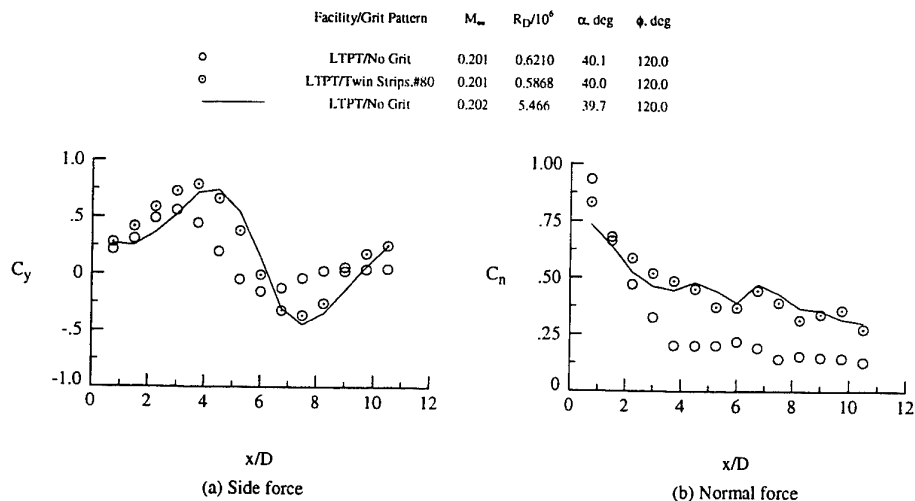 Facility/Grit Pattern M∞ R_D/10⁶ α, deg ϕ, deg
LTPT/No Grit 0.201 0.6210 40.1 120.0
LTPT/Twin Strips.#80 0.201 0.5868 40.0 120.0
LTPT/No Grit 0.202 5.466 39.7 120.0
1.0
.5
C_y 0
-.5
-1.0
0 2 4 6 8 10 12
x/D
(a) Side force
1.00
.75
C_n .50
.25
0
0 2 4 6 8 10 12
x/D
(b) Normal force